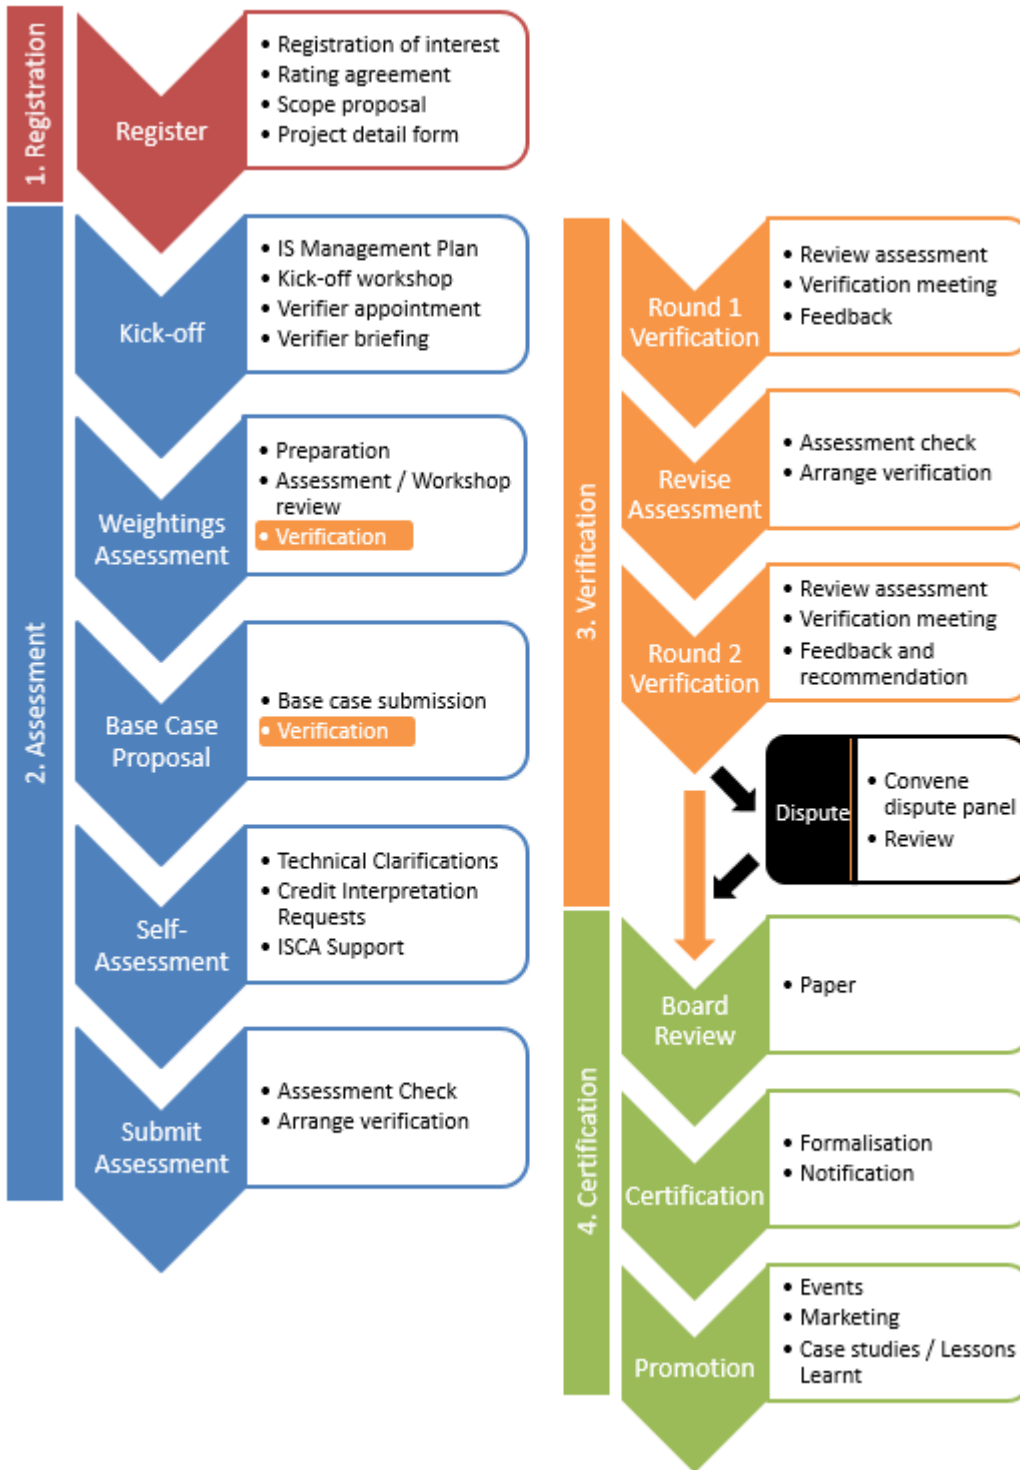 1. Registration
Register
• Registration of interest
• Rating agreement
• Scope proposal
• Project detail form
2. Assessment
Kick-off
• IS Management Plan
• Kick-off workshop
• Verifier appointment
• Verifier briefing
Weightings
Assessment
• Preparation
• Assessment / Workshop
review
• Verification
Base Case
Proposal
• Base case submission
• Verification
Self-
Assessment
• Technical Clarifications
• Credit Interpretation
Requests
• ISCA Support
Submit
Assessment
• Assessment Check
• Arrange verification
3. Verification
Round 1
Verification
• Review assessment
• Verification meeting
• Feedback
Revise
Assessment
• Assessment check
• Arrange verification
Round 2
Verification
• Review assessment
• Verification meeting
• Feedback and
recommendation
Dispute
• Convene
dispute panel
• Review
4. Certification
Board
Review
• Paper
Certification
• Formalisation
• Notification
Promotion
• Events
• Marketing
• Case studies / Lessons
Learnt